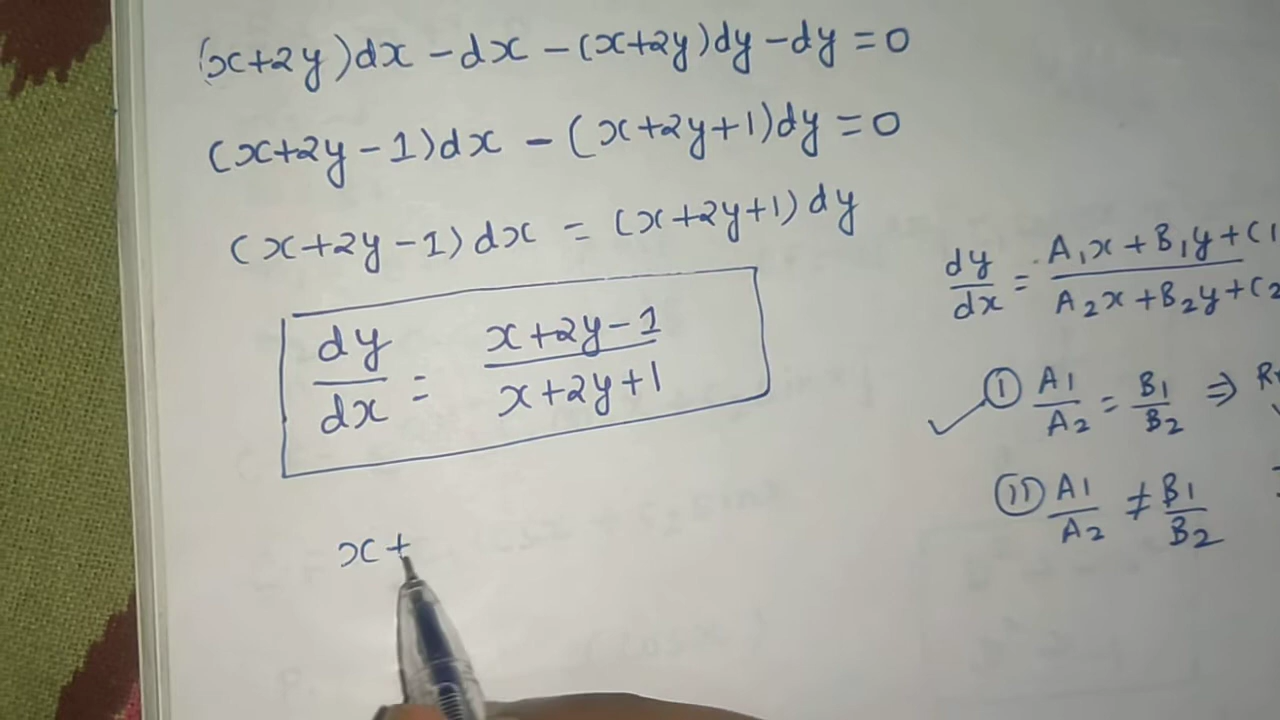 (x+2y)dx - dx - (x+2y)dy - dy = 0
(x+2y-1)dx - (x+2y+1)dy = 0
(x+2y-1)dx = (x+2y+1)dy
dy/dx = x+2y-1/x+2y+1
x+
dy/dx = A₁x+B₁y+C₁/A₂x+B₂y+C₂
✓ Ⓘ A₁/A₂ = B₁/B₂ ⇒
ⓘⓘ A₁/A₂ ≠ B₁/B₂